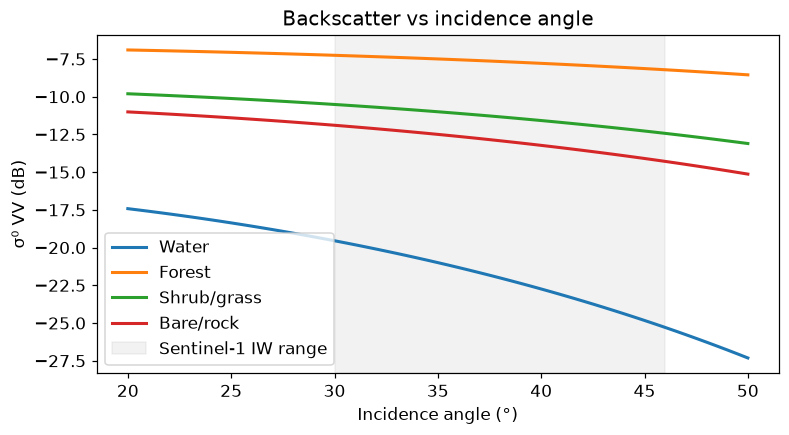 Backscatter vs incidence angle
σ⁰ VV (dB)
−7.5
−10.0
−12.5
−15.0
−17.5
−20.0
−22.5
−25.0
−27.5
Water
Forest
Shrub/grass
Bare/rock
Sentinel-1 IW range
20 25 30 35 40 45 50
Incidence angle (°)